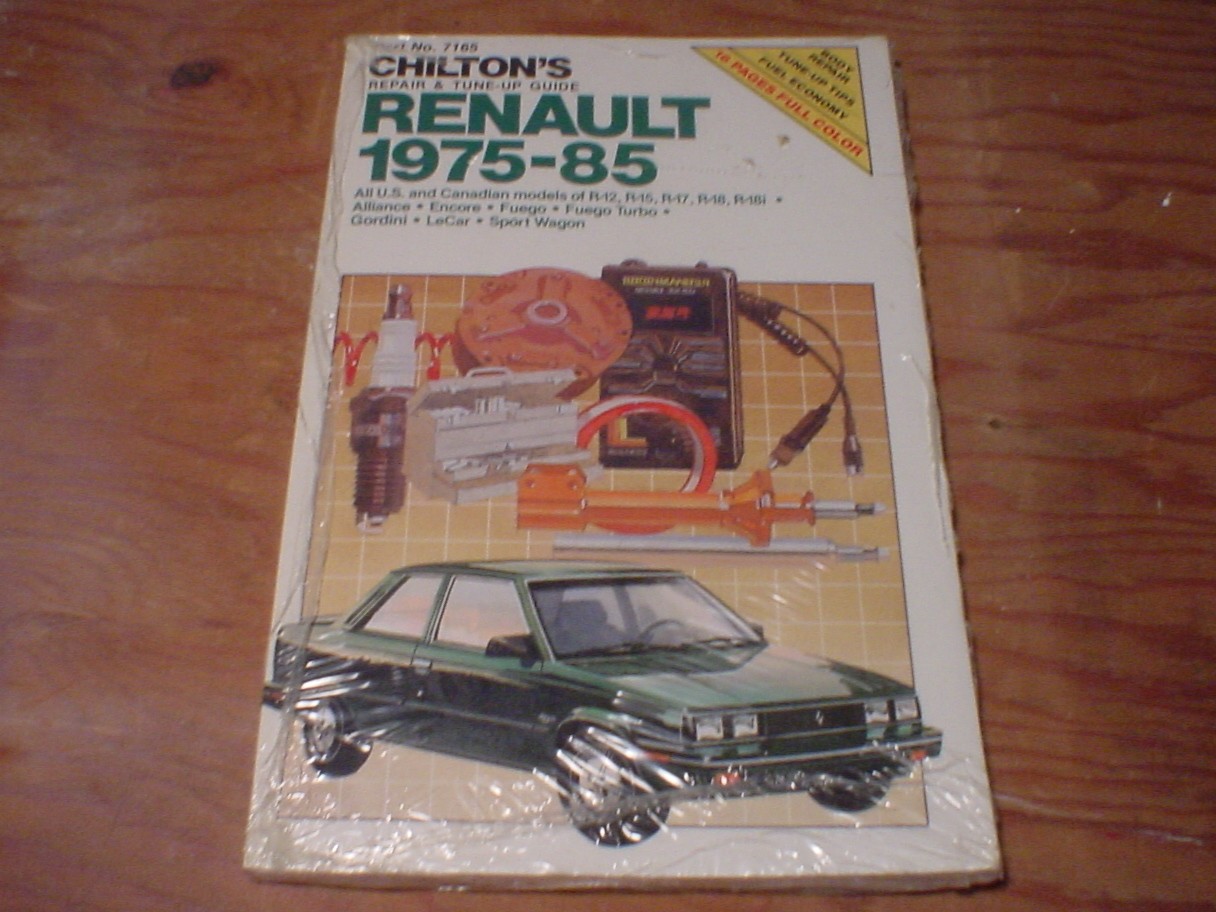 No. 7165
CHILTON'S
REPAIR & TUNE-UP GUIDE
RENAULT
1975-85
All U.S. and Canadian models of R-12, R-15, R-17, R-18, R-18i •
Alliance • Encore • Fuego • Fuego Turbo •
Gordini • LeCar • Sport Wagon
BODY
REPAIR
TUNE-UP TIPS
FUEL ECONOMY
16 PAGES FULL COLOR